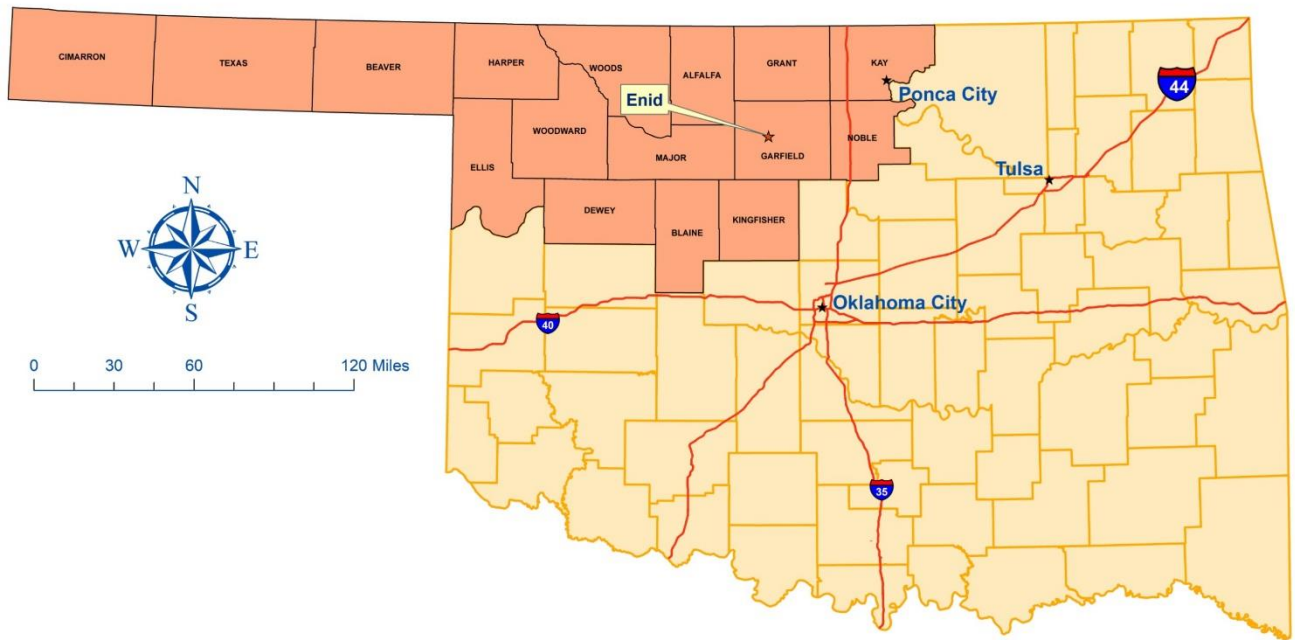 CIMARRON
TEXAS
BEAVER
HARPER
WOODS
ALFALFA
GRANT
KAY
Ponca City
44
Enid
WOODWARD
MAJOR
GARFIELD
NOBLE
ELLIS
Tulsa
DEWEY
BLAINE
KINGFISHER
N
W E
S
Oklahoma City
40
0 30 60 120 Miles
35